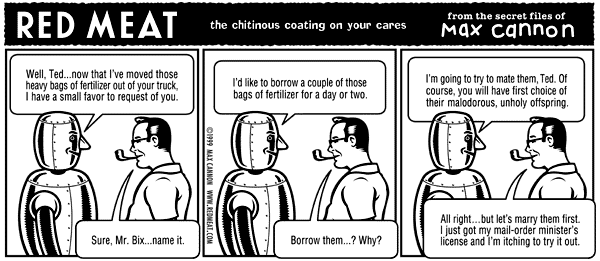 RED MEAT
the chitinous coating on your cares
from the secret files of
Max Cannon
Well, Ted...now that I've moved those
heavy bags of fertilizer out of your truck,
I have a small favor to request of you.
Sure, Mr. Bix...name it.
©1999 MAX CANNON WWW.REDMEAT.COM
I'd like to borrow a couple of those
bags of fertilizer for a day or two.
Borrow them...? Why?
I'm going to try to mate them, Ted. Of
course, you will have first choice of
their malodorous, unholy offspring.
All right...but let's marry them first.
I just got my mail-order minister's
license and I'm itching to try it out.